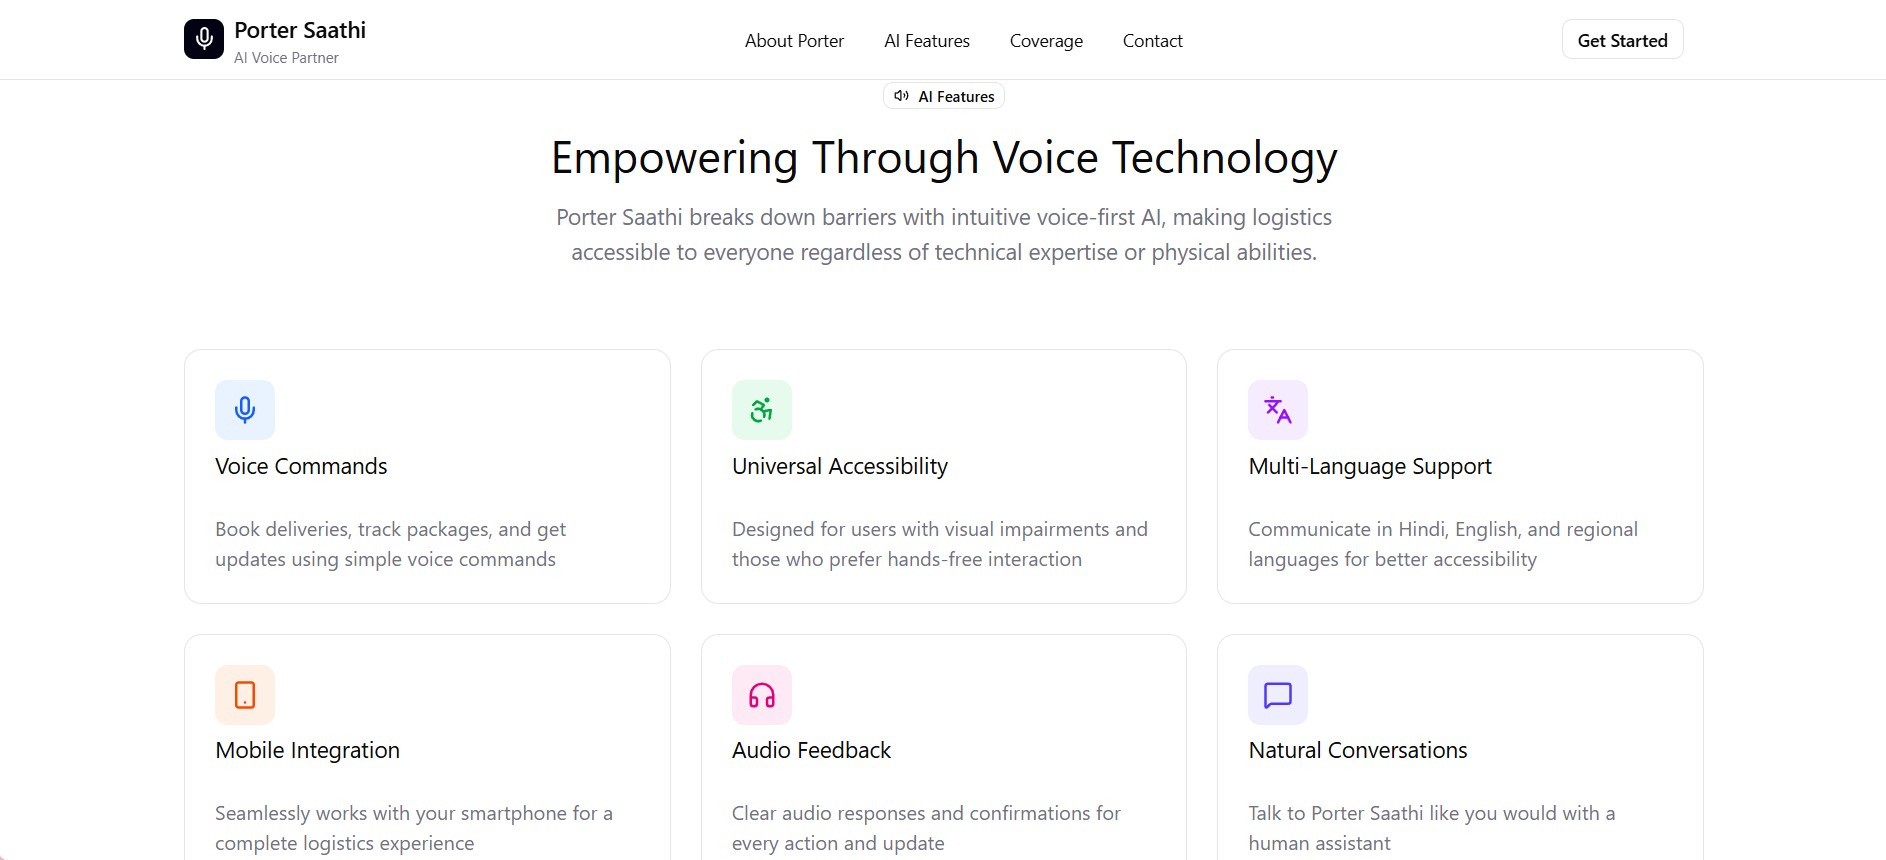 Porter Saathi
AI Voice Partner
About Porter
AI Features
Coverage
Contact
Get Started
AI Features
Empowering Through Voice Technology
Porter Saathi breaks down barriers with intuitive voice-first AI, making logistics
accessible to everyone regardless of technical expertise or physical abilities.
Voice Commands
Book deliveries, track packages, and get
updates using simple voice commands
Universal Accessibility
Designed for users with visual impairments and
those who prefer hands-free interaction
Multi-Language Support
Communicate in Hindi, English, and regional
languages for better accessibility
Mobile Integration
Seamlessly works with your smartphone for a
complete logistics experience
Audio Feedback
Clear audio responses and confirmations for
every action and update
Natural Conversations
Talk to Porter Saathi like you would with a
human assistant